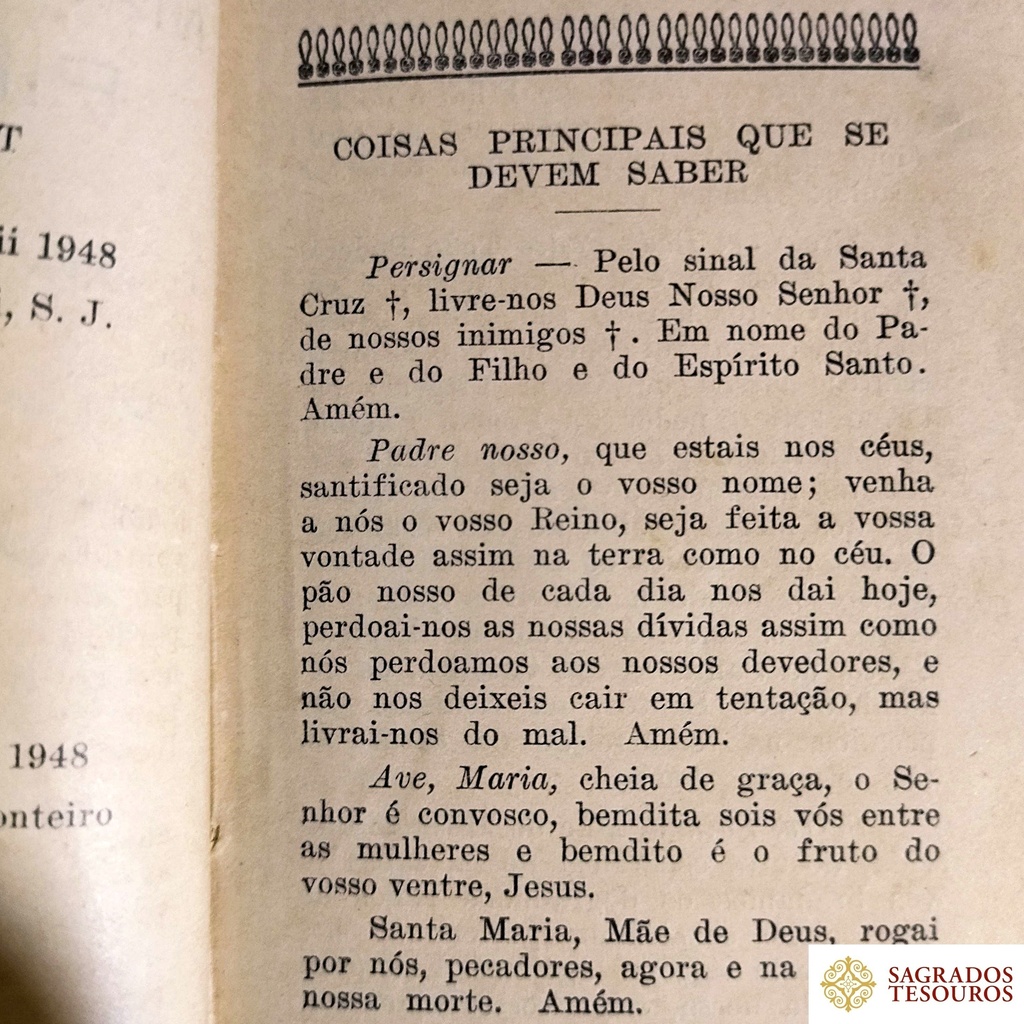 T
ii 1948
, S. J.
1948
onteiro
COISAS PRINCIPAIS QUE SE
DEVEM SABER
Persignar — Pelo sinal da Santa
Cruz †, livre-nos Deus Nosso Senhor †,
de nossos inimigos †. Em nome do Pa-
dre e do Filho e do Espírito Santo.
Amém.
Padre nosso, que estais nos céus,
santificado seja o vosso nome; venha
a nós o vosso Reino, seja feita a vossa
vontade assim na terra como no céu. O
pão nosso de cada dia nos dai hoje,
perdoai-nos as nossas dívidas assim como
nós perdoamos aos nossos devedores, e
não nos deixeis cair em tentação, mas
livrai-nos do mal. Amém.
Ave, Maria, cheia de graça, o Se-
nhor é convosco, bemdita sois vós entre
as mulheres e bemdito é o fruto do
vosso ventre, Jesus.
Santa Maria, Mãe de Deus, rogai
por nós, pecadores, agora e na
nossa morte. Amém.
SAGRADOS
TESOUROS